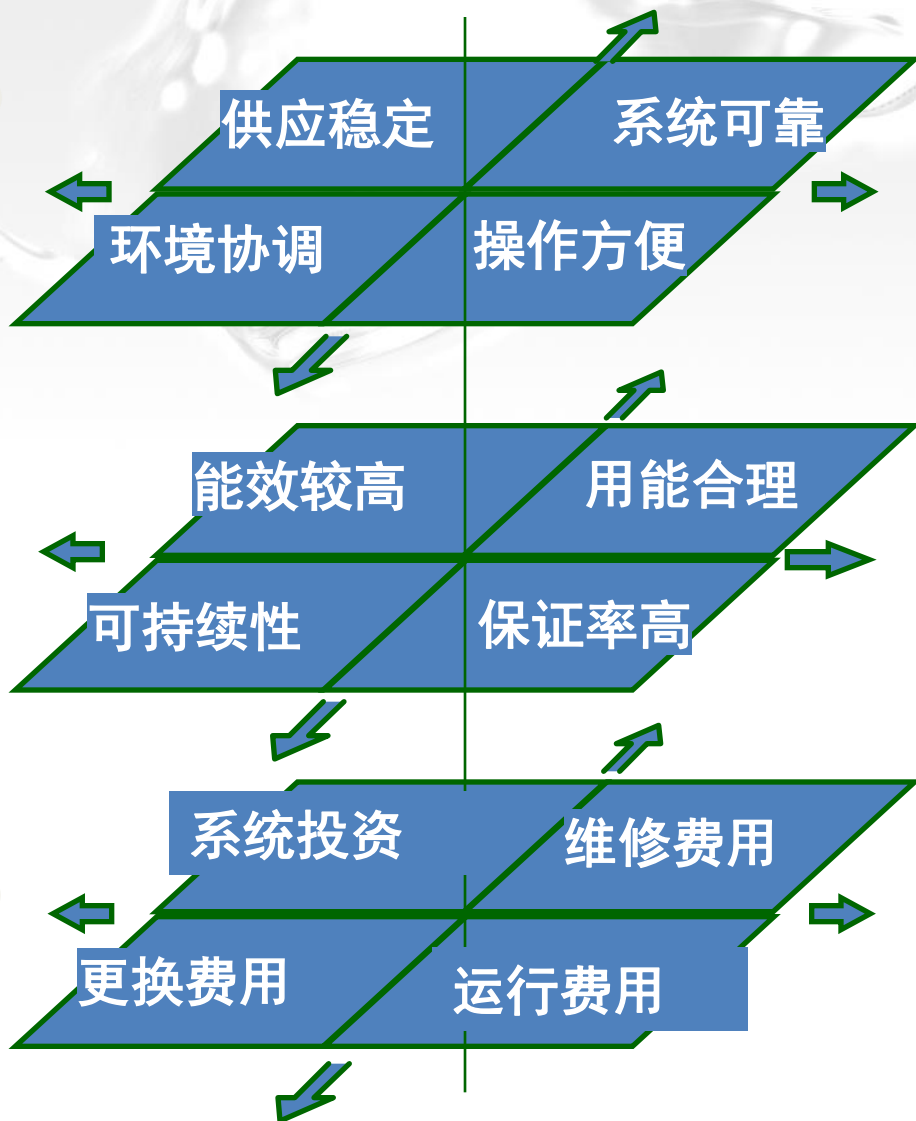 供应稳定
系统可靠
环境协调
操作方便
能效较高
用能合理
可持续性
保证率高
系统投资
维修费用
更换费用
运行费用